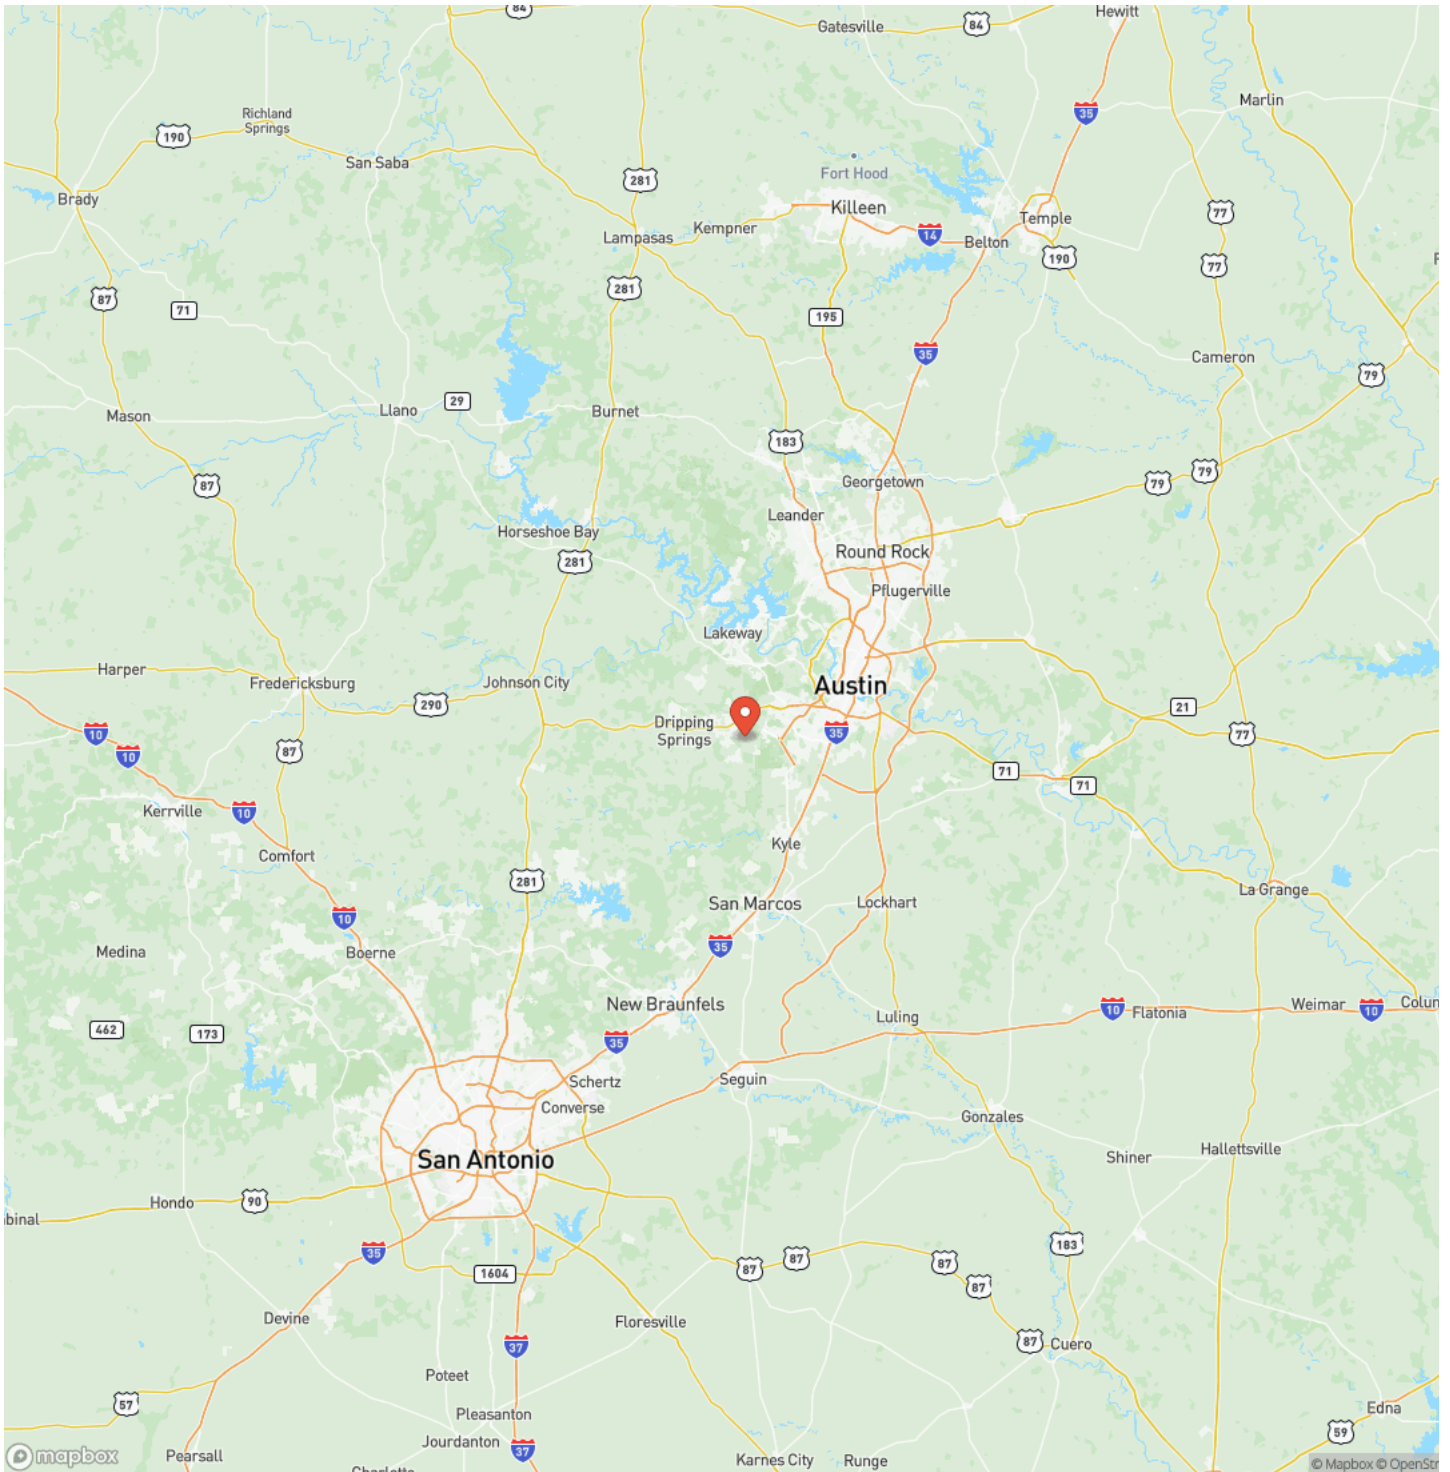 84
Gatesville
84
Hewitt
Marlin
35
Richland
Springs
190
San Saba
Fort Hood
281
Brady
Killeen
77
Temple
Kempner
Lampasas
14
Belton
190
77
281
87
71
195
35
Cameron
79
29
Llano
Burnet
Mason
183
79
79
87
Georgetown
Leander
Horseshoe Bay
Round Rock
281
Pflugerville
Lakeway
Harper
Fredericksburg
Johnson City
Austin
290
21
Dripping
Springs
35
77
10
10
87
71
71
Kerrville
10
Kyle
Comfort
281
La Grange
San Marcos
Lockhart
10
35
Medina
Boerne
New Braunfels
10
Weimar
10
Colun
Flatonia
Luling
462
173
35
Seguin
Schertz
Converse
Gonzales
Hallettsville
Shiner
San Antonio
Hondo
90
binal
35
183
87
87
87
87
1604
Devine
Floresville
87
Cuero
37
Poteet
57
Pleasanton
Edna
59
Jourdanton
37
mapbox
Pearsall
Karnes City
Runge
Charlotte
© Mapbox © OpenStr